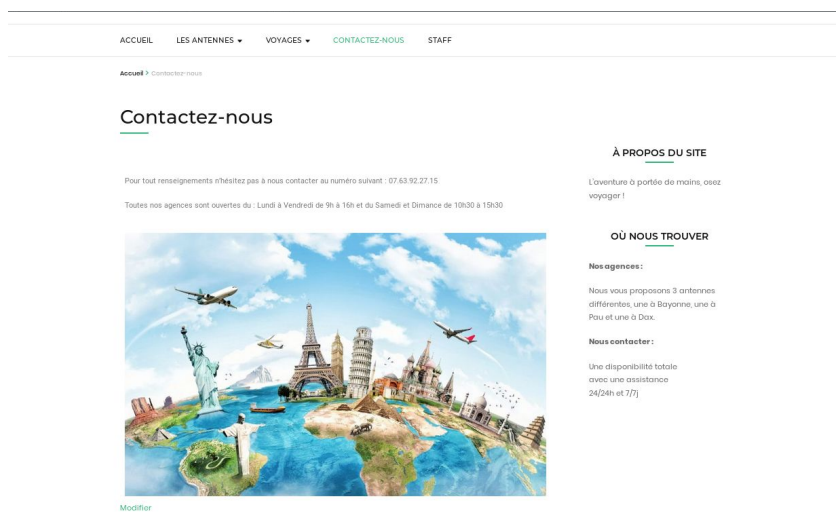 ACCUEIL LES ANTENNES VOYAGES CONTACTEZ-NOUS STAFF
Accueil > Contactez-nous
Contactez-nous
Pour tout renseignements n'hésitez pas à nous contacter au numéro suivant : 07.63.92.27.15
Toutes nos agences sont ouvertes du : Lundi à Vendredi de 9h à 16h et du Samedi et Dimance de 10h30 à 15h30
Modifier
À PROPOS DU SITE
L'aventure à portée de mains, osez
voyager !
OÙ NOUS TROUVER
Nos agences :
Nous vous proposons 3 antennes
différentes, une à Bayonne, une à
Pau et une à Dax.
Nous contacter :
Une disponibilité totale
avec une assistance
24/24h et 7/7j